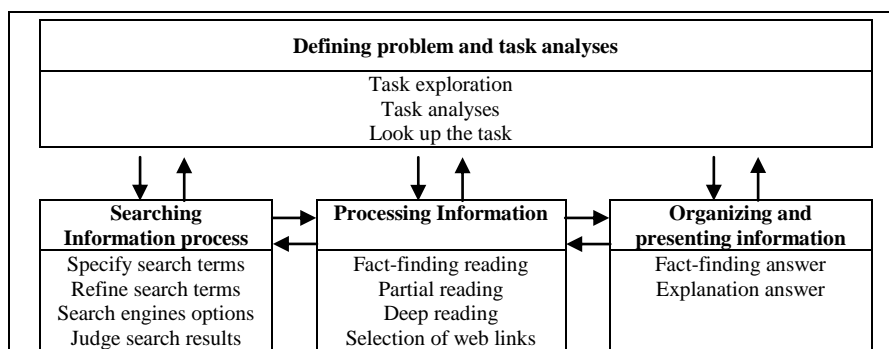 Defining problem and task analyses
Task exploration
Task analyses
Look up the task
Searching
Information process
Specify search terms
Refine search terms
Search engines options
Judge search results
Processing Information
Fact-finding reading
Partial reading
Deep reading
Selection of web links
Organizing and
presenting information
Fact-finding answer
Explanation answer